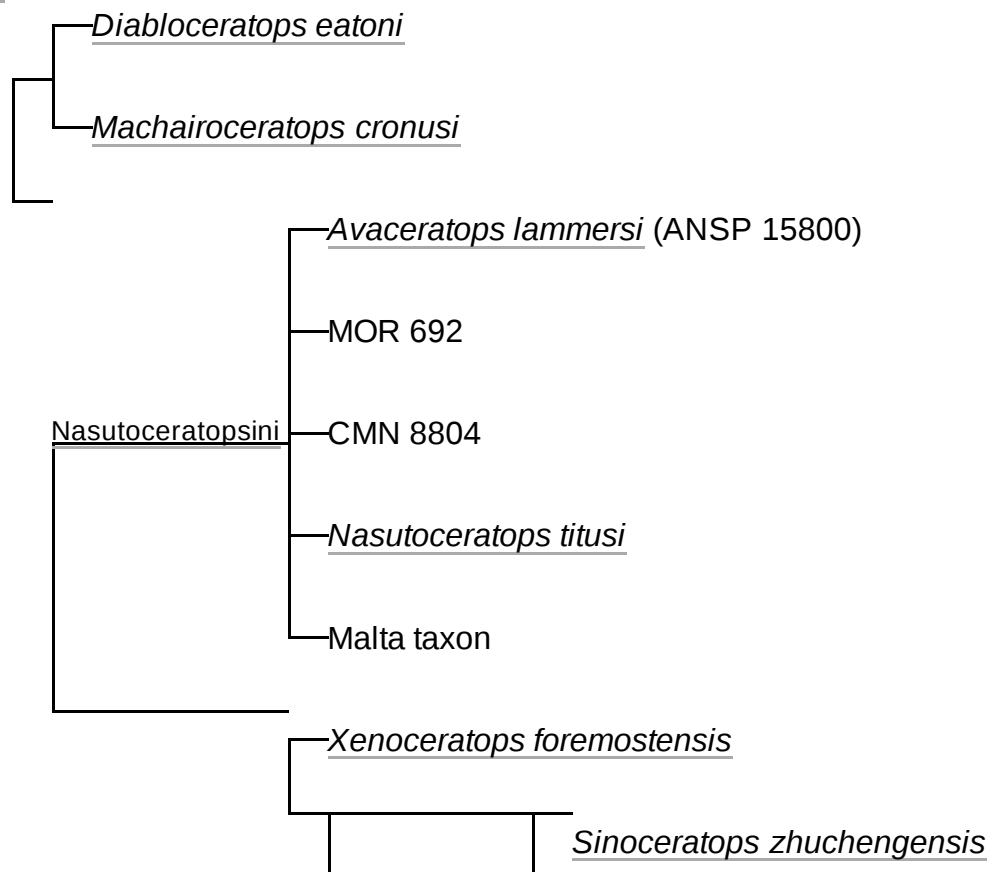 Diabloceratops eatoni
Machairoceratops cronusi
Avaceratops lammersi (ANSP 15800)
MOR 692
CMN 8804
Nasutoceratopsini
Nasutoceratops titusi
Malta taxon
Xenoceratops foremostensis
Sinoceratops zhuchengensis